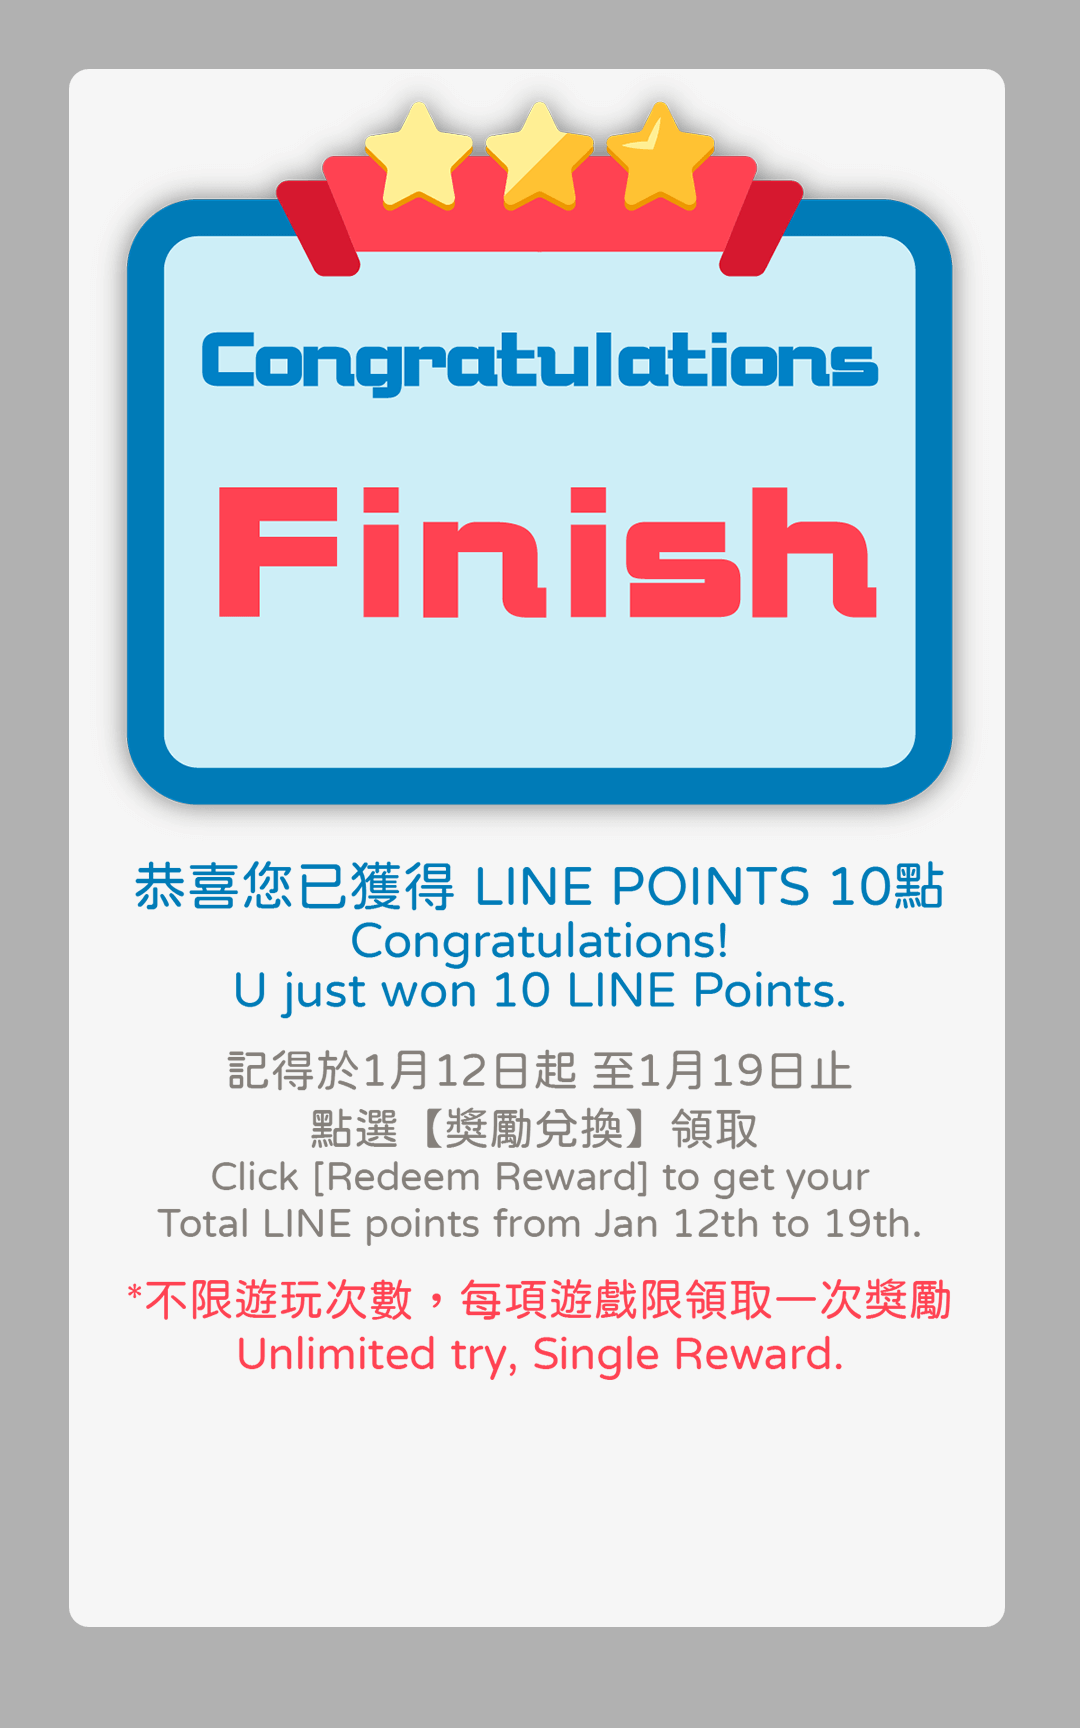 Congratulations
Finish
恭喜您已獲得 LINE POINTS 10點
Congratulations!
U just won 10 LINE Points.
記得於1月12日起 至1月19日止
點選【獎勵兌換】領取
Click [Redeem Reward] to get your
Total LINE points from Jan 12th to 19th.
*不限遊玩次數，每項遊戲限領取一次獎勵
Unlimited try, Single Reward.